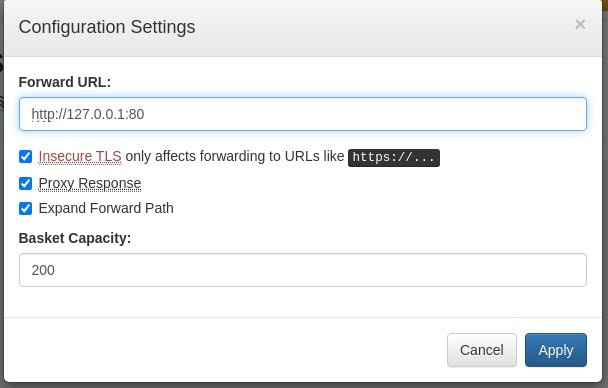 Configuration Settings ×
Forward URL:
http://127.0.0.1:80
Insecure TLS only affects forwarding to URLs like https://...
Proxy Response
Expand Forward Path
Basket Capacity:
200
Cancel Apply